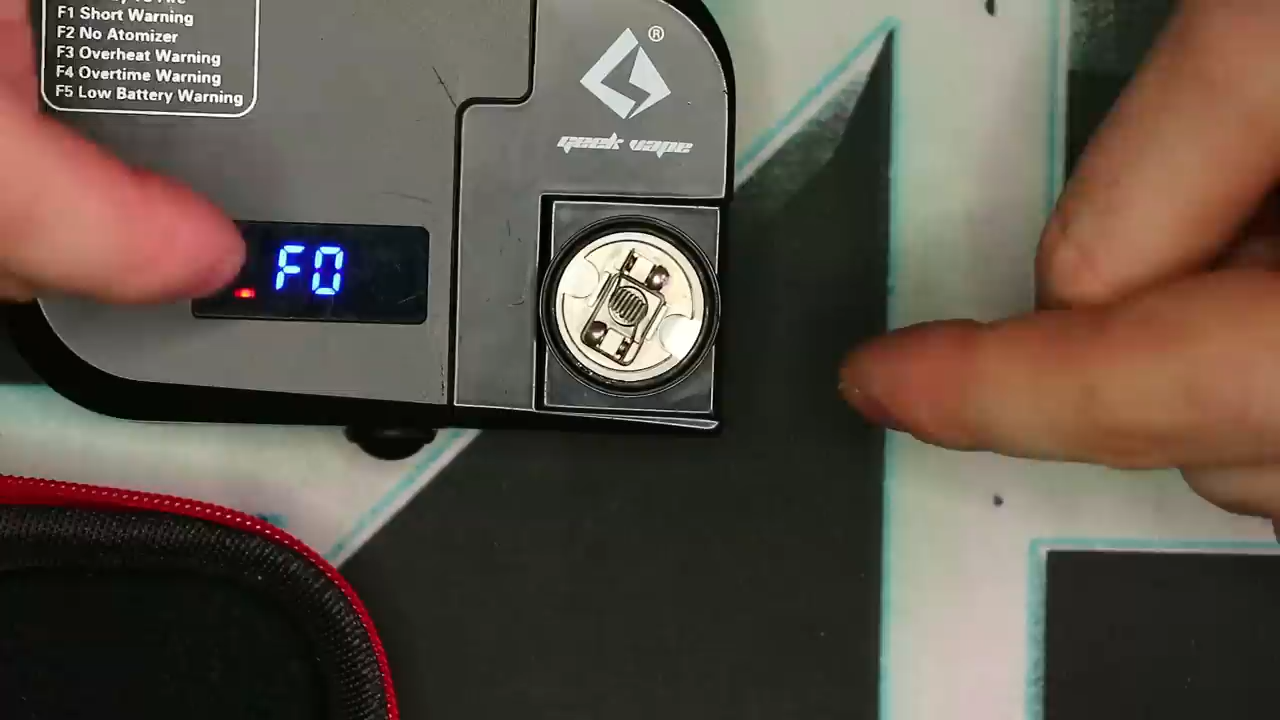 F1 Short Warning
F2 No Atomizer
F3 Overheat Warning
F4 Overtime Warning
F5 Low Battery Warning
®
geek vape
F0